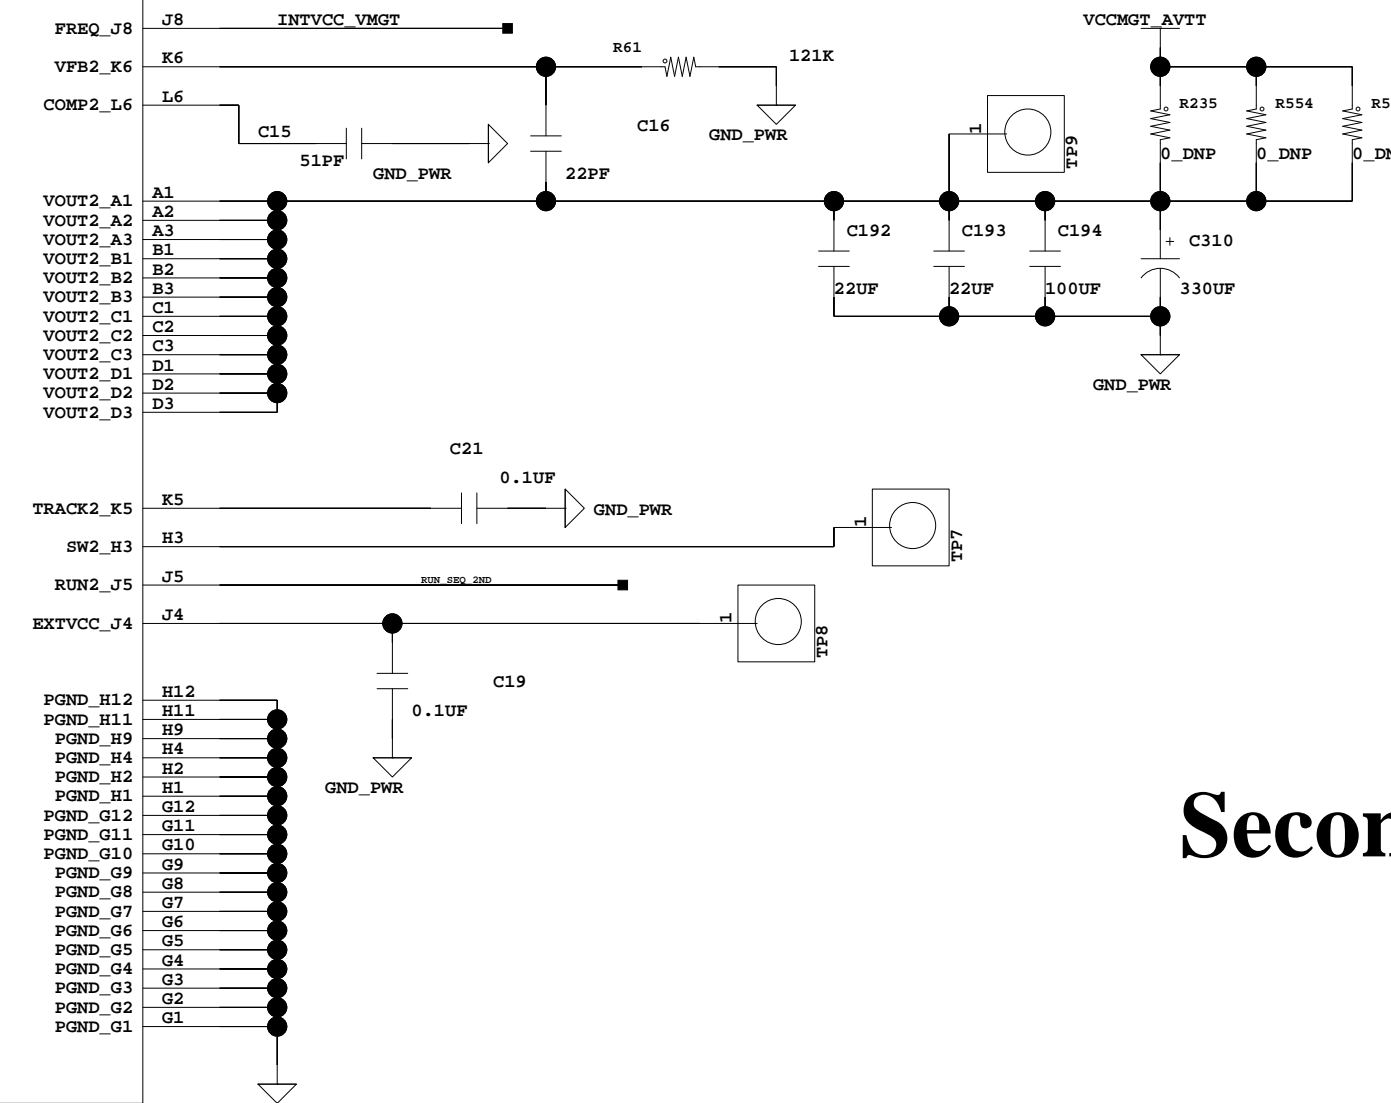 FREQ_J8 J8 INTVCC_VMGT
VCCMGT_AVTT
VFB2_K6 K6 R61 121K
COMP2_L6 L6
C15 51PF GND_PWR
C16 22PF
GND_PWR
1 TP9
R235 0_DNP
R554 0_DNP
R5
0_DN
VOUT2_A1 A1
VOUT2_A2 A2
VOUT2_A3 A3
VOUT2_B1 B1
VOUT2_B2 B2
VOUT2_B3 B3
VOUT2_C1 C1
VOUT2_C2 C2
VOUT2_C3 C3
VOUT2_D1 D1
VOUT2_D2 D2
VOUT2_D3 D3
C192 22UF
C193 22UF
C194 100UF
+ C310 330UF
GND_PWR
C21
0.1UF
TRACK2_K5 K5 GND_PWR
SW2_H3 H3
1 TP7
RUN2_J5 J5 RUN_SEQ_2ND
EXTVCC_J4 J4
1 TP8
C19
0.1UF
GND_PWR
PGND_H12 H12
PGND_H11 H11
PGND_H9 H9
PGND_H4 H4
PGND_H2 H2
PGND_H1 H1
PGND_G12 G12
PGND_G11 G11
PGND_G10 G10
PGND_G9 G9
PGND_G8 G8
PGND_G7 G7
PGND_G6 G6
PGND_G5 G5
PGND_G4 G4
PGND_G3 G3
PGND_G2 G2
PGND_G1 G1
Secon